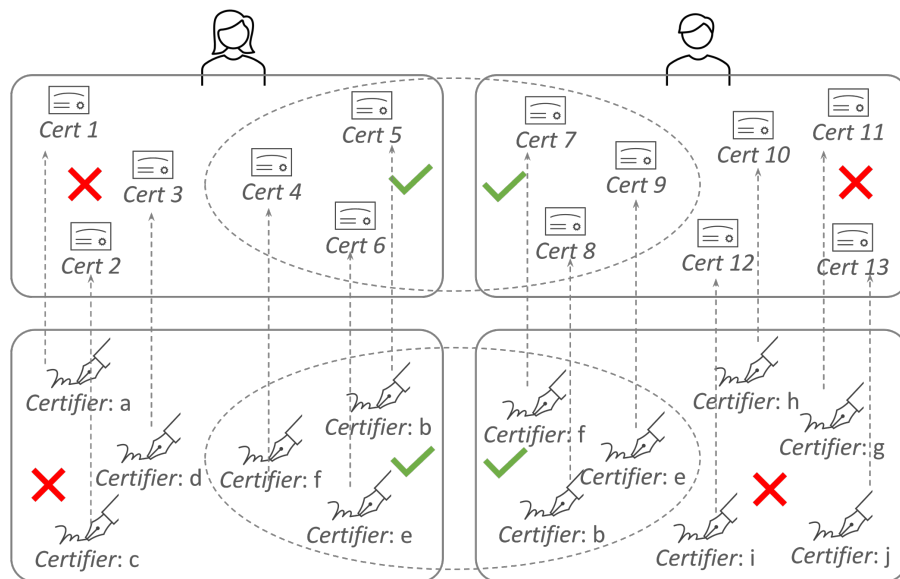 Cert 1
Cert 2
Cert 3
Cert 4
Cert 5
Cert 6
Cert 7
Cert 8
Cert 9
Cert 10
Cert 11
Cert 12
Cert 13
Certifier: a
Certifier: d
Certifier: c
Certifier: f
Certifier: b
Certifier: e
Certifier: f
Certifier: e
Certifier: b
Certifier: h
Certifier: g
Certifier: i
Certifier: j